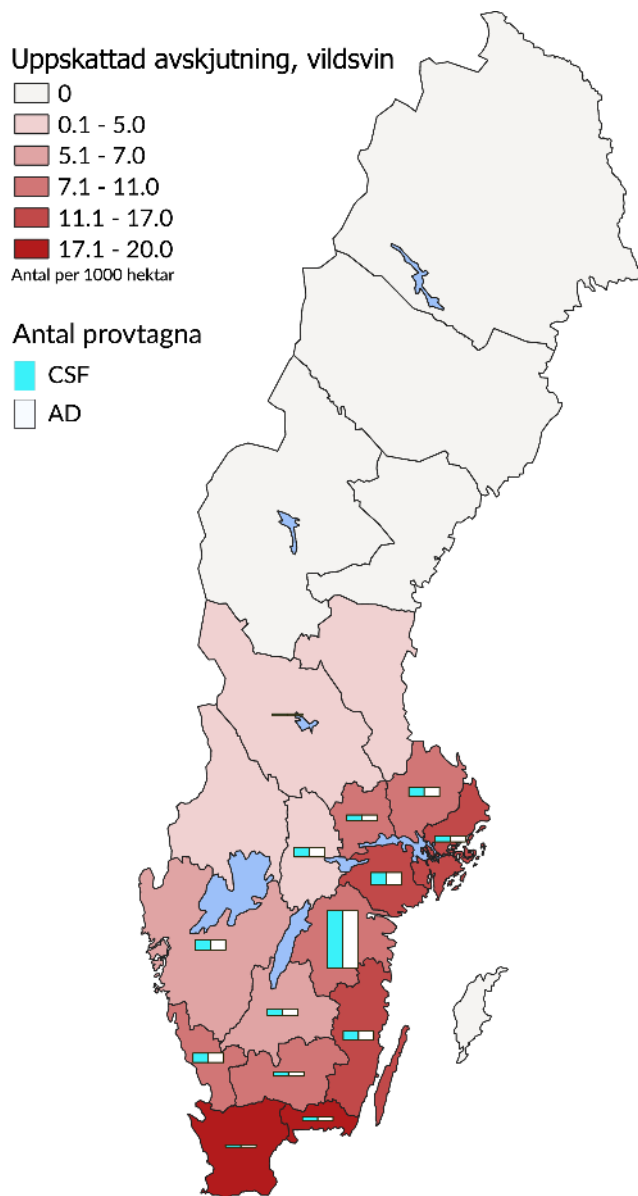 Uppskattad avskjutning, vildsvin
0
0.1 - 5.0
5.1 - 7.0
7.1 - 11.0
11.1 - 17.0
17.1 - 20.0
Antal per 1000 hektar
Antal provtagna
CSF
AD